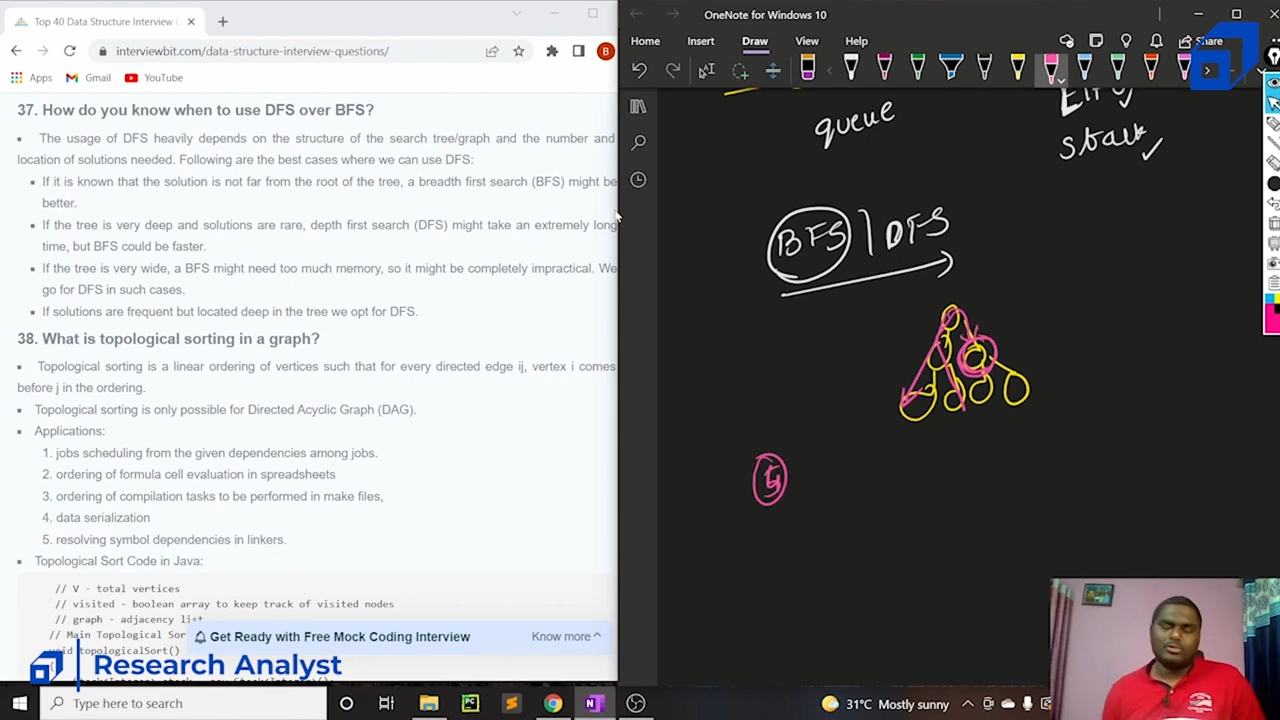 Top 40 Data Structure Interview
interviewbit.com/data-structure-interview-questions/
B
Apps
Gmail
YouTube
37. How do you know when to use DFS over BFS?
The usage of DFS heavily depends on the structure of the search tree/graph and the number and
location of solutions needed. Following are the best cases where we can use DFS:
If it is known that the solution is not far from the root of the tree, a breadth first search (BFS) might be
better.
If the tree is very deep and solutions are rare, depth first search (DFS) might take an extremely long
time, but BFS could be faster.
If the tree is very wide, a BFS might need too much memory, so it might be completely impractical. We
go for DFS in such cases.
If solutions are frequent but located deep in the tree we opt for DFS.
38. What is topological sorting in a graph?
Topological sorting is a linear ordering of vertices such that for every directed edge ij, vertex i comes
before j in the ordering.
Topological sorting is only possible for Directed Acyclic Graph (DAG).
Applications:
1. jobs scheduling from the given dependencies among jobs.
2. ordering of formula cell evaluation in spreadsheets
3. ordering of compilation tasks to be performed in make files,
4. data serialization
5. resolving symbol dependencies in linkers.
Topological Sort Code in Java:
// V - total vertices
// visited - boolean array to keep track of visited nodes
// graph - adjacency list
// Main Topological Sor
void topologicalSort()
{
Get Ready with Free Mock Coding Interview
Know more
Research Analyst
Type here to search
OneNote for Windows 10
Home
Insert
Draw
View
Help
Share
queue
BFS | DFS
31°C Mostly sunny